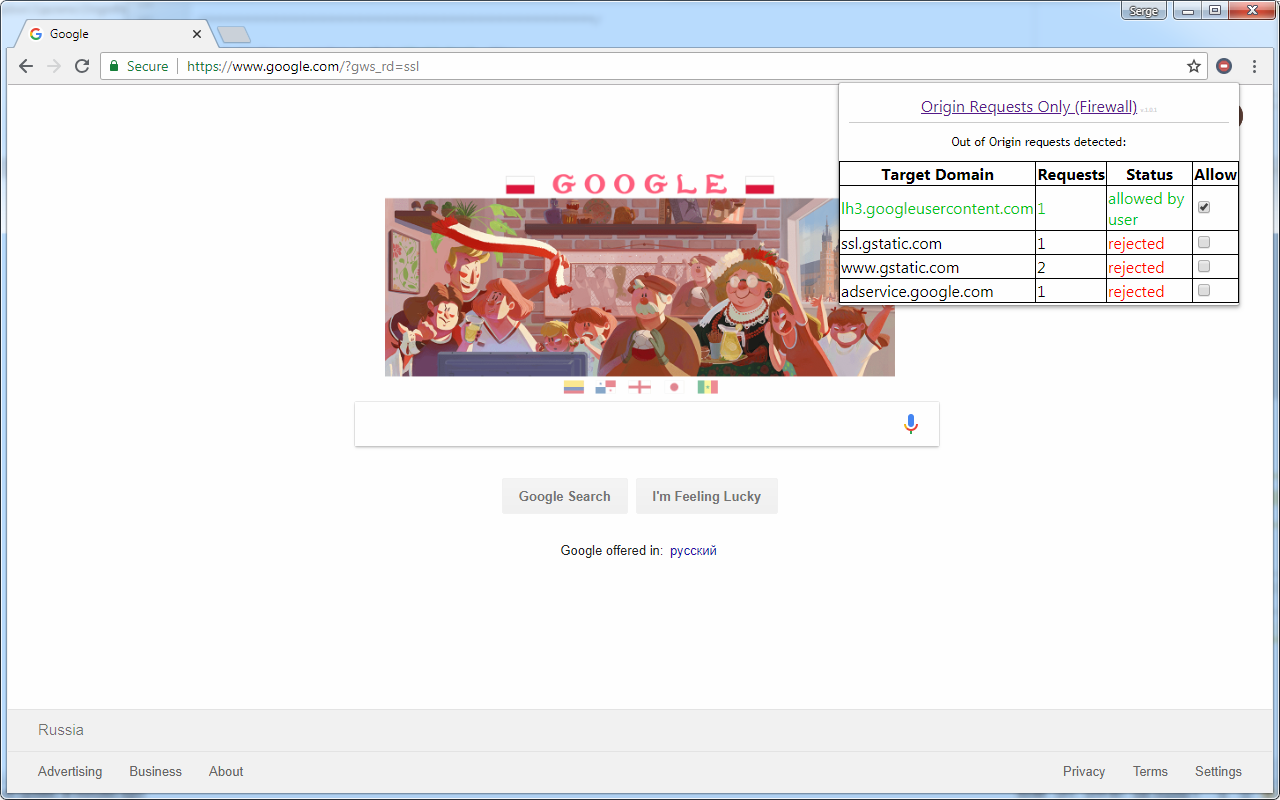 Serge
Google
Secure https://www.google.com/?gws_rd=ssl
Origin Requests Only (Firewall)
Out of Origin requests detected:
Target Domain Requests Status Allow
lh3.googleusercontent.com 1 allowed by user
ssl.gstatic.com 1 rejected
www.gstatic.com 2 rejected
adservice.google.com 1 rejected
GOOGLE
Google Search I'm Feeling Lucky
Google offered in: русский
Russia
Advertising Business About Privacy Terms Settings